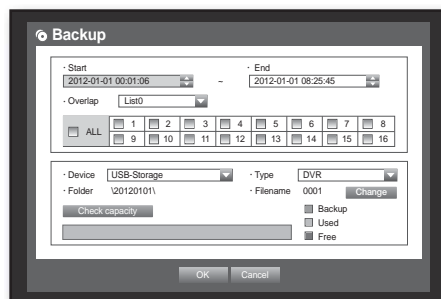 Backup
· Start
· End
2012-01-01 00:01:06
~
2012-01-01 08:25:45
· Overlap
List0
ALL
1 2 3 4 5 6 7 8
9 10 11 12 13 14 15 16
· Device
USB-Storage
· Type
DVR
· Folder
\20120101\
· Filename
0001
Change
Check capacity
Backup
Used
Free
OK
Cancel